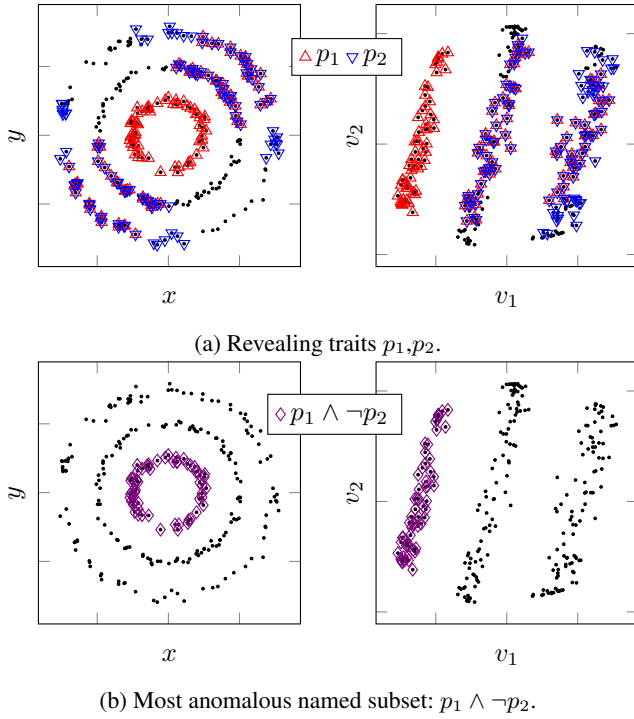 y
p₁ p₂
v₂
x
v₁
(a) Revealing traits p₁,p₂.
y
p₁ ∧ ¬p₂
v₂
x
v₁
(b) Most anomalous named subset: p₁ ∧ ¬p₂.